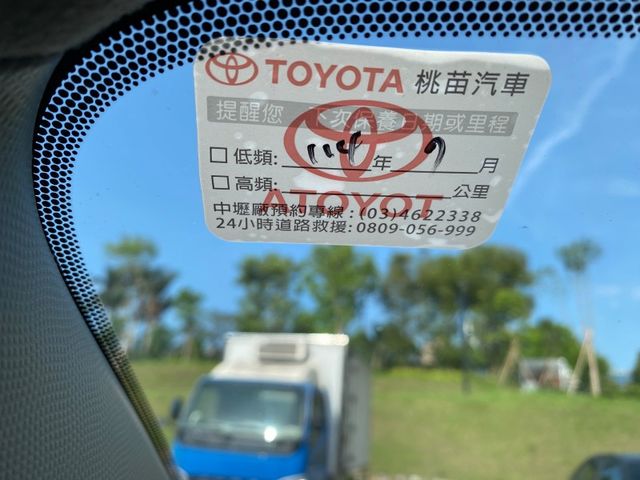 TOYOTA 桃苗汽車
提醒您 下次保養日期或里程
□低頻: 114 年 7 月
□高頻: 公里
中壢廠預約專線:(03)4622338
24小時道路救援:0809-056-999